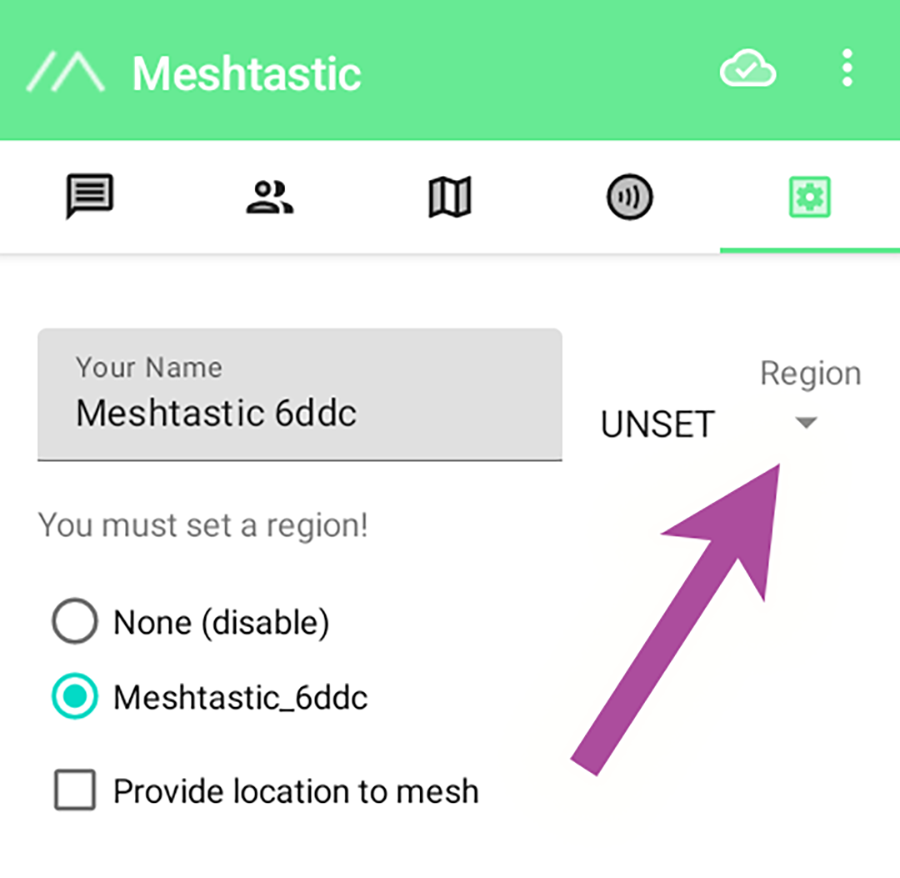 Meshtastic
Your Name
Meshtastic 6ddc
Region
UNSET
You must set a region!
None (disable)
Meshtastic_6ddc
Provide location to mesh